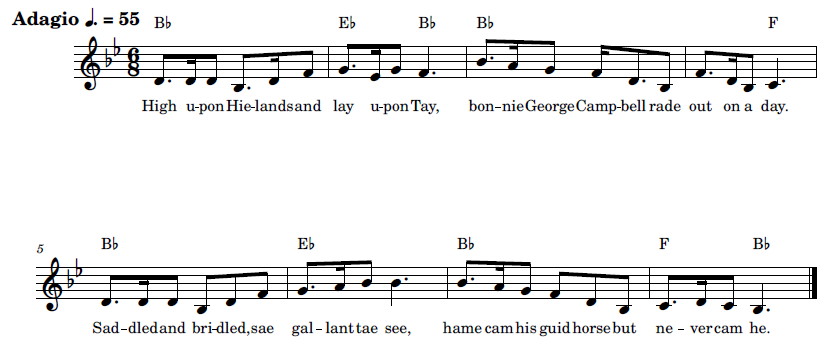 Adagio ♩. = 55
B♭ E♭ B♭ B♭ F
6
8
High u-pon Hie-lands and lay u-pon Tay, bon-nie George Camp-bell rade out on a day.
5
B♭ E♭ B♭ F B♭
Sad-dled and bri-dled, sae gal-lant tae see, hame cam his guid horse but ne-ver cam he.